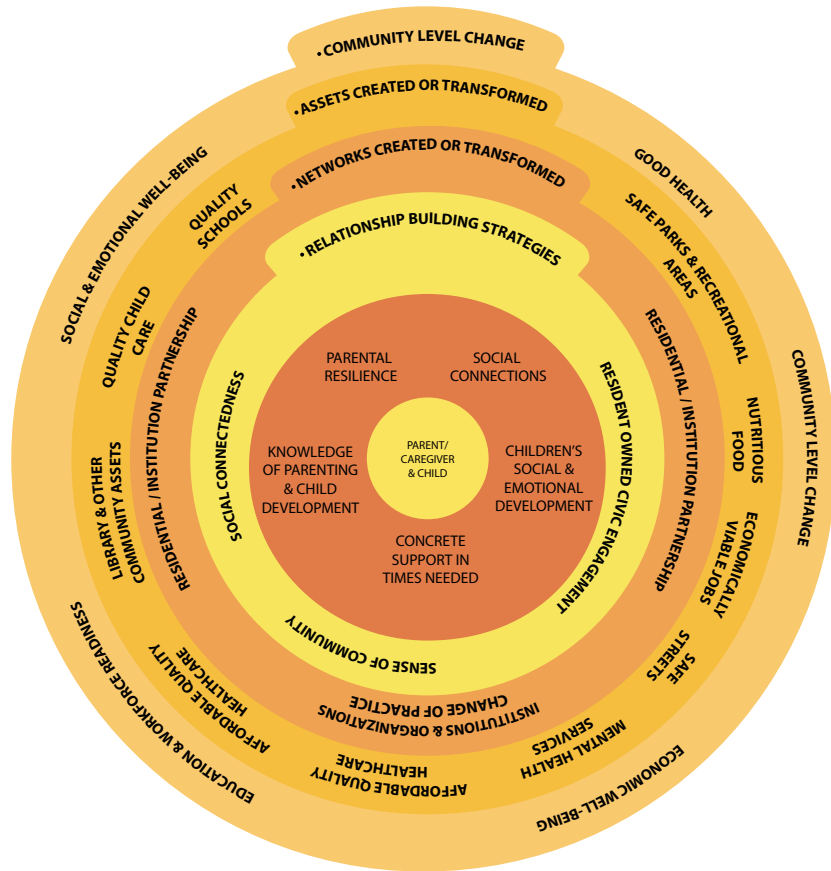 • COMMUNITY LEVEL CHANGE
• ASSETS CREATED OR TRANSFORMED
• NETWORKS CREATED OR TRANSFORMED
• RELATIONSHIP BUILDING STRATEGIES
SOCIAL & EMOTIONAL WELL-BEING
GOOD HEALTH
COMMUNITY LEVEL CHANGE
ECONOMIC WELL-BEING
EDUCATION & WORKFORCE READINESS
QUALITY
SCHOOLS
SAFE PARKS & RECREATIONAL
AREAS
NUTRITIOUS
FOOD
ECONOMICALLY
VIABLE JOBS
SAFE
STREETS
MENTAL HEALTH
SERVICES
AFFORDABLE QUALITY
HEALTHCARE
AFFORDABLE QUALITY
HEALTHCARE
LIBRARY & OTHER
COMMUNITY ASSETS
QUALITY CHILD
CARE
RESIDENTIAL / INSTITUTION PARTNERSHIP
RESIDENTIAL / INSTITUTION PARTNERSHIP
INSTITUTIONS & ORGANIZATIONS
CHANGE OF PRACTICE
SOCIAL CONNECTEDNESS
RESIDENT OWNED CIVIC ENGAGEMENT
SENSE OF COMMUNITY
PARENTAL
RESILIENCE
SOCIAL
CONNECTIONS
KNOWLEDGE
OF PARENTING
& CHILD
DEVELOPMENT
CHILDREN'S
SOCIAL &
EMOTIONAL
DEVELOPMENT
CONCRETE
SUPPORT IN
TIMES NEEDED
PARENT/
CAREGIVER
& CHILD